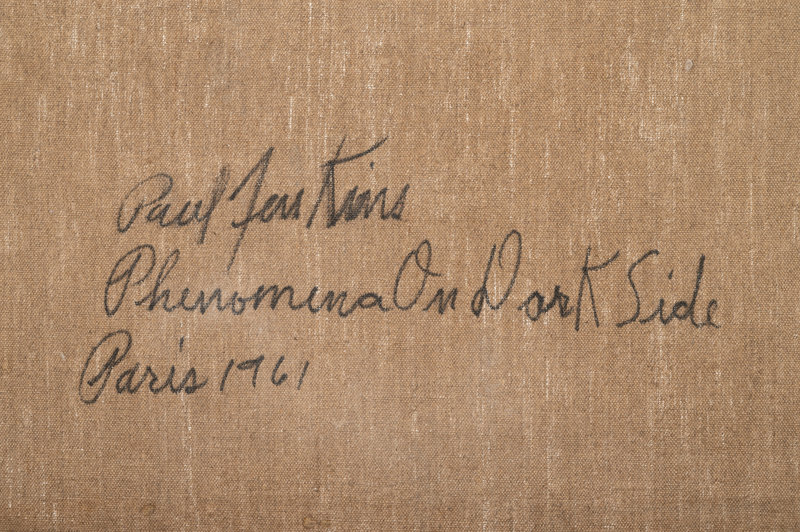 Paul Jenkins
Phenomena On Dark Side
Paris 1961